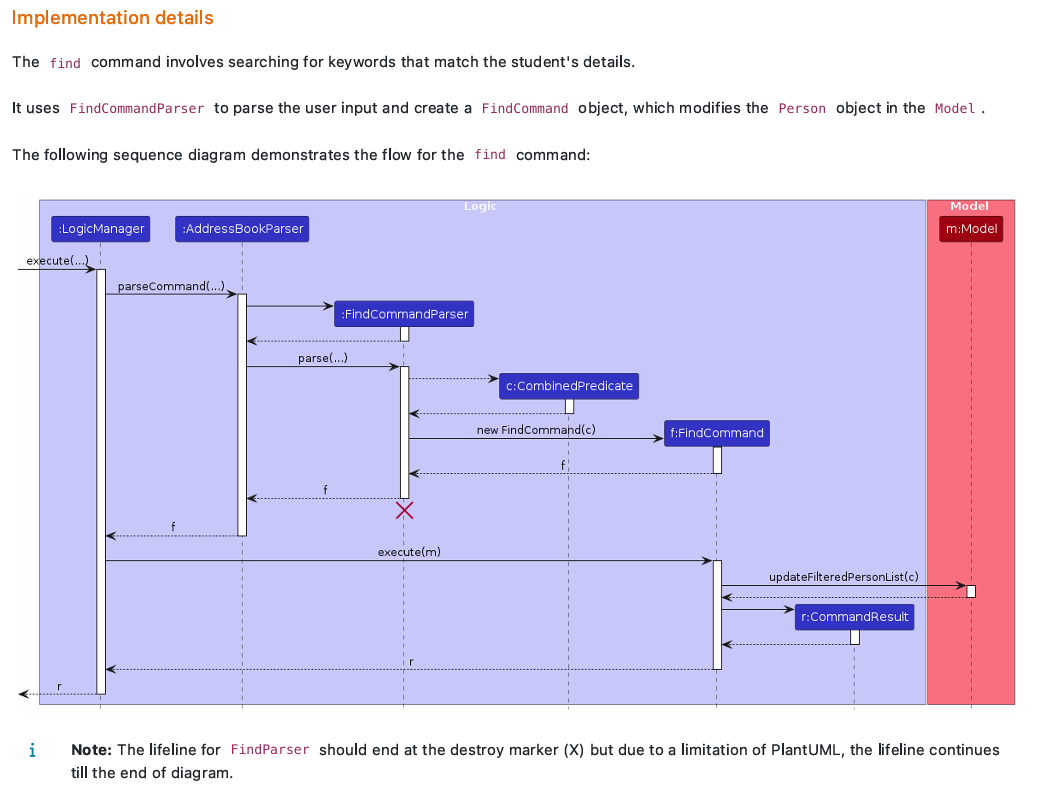 Implementation details
The find command involves searching for keywords that match the student's details.
It uses FindCommandParser to parse the user input and create a FindCommand object, which modifies the Person object in the Model .
The following sequence diagram demonstrates the flow for the find command:
Logic
Model
:LogicManager
:AddressBookParser
m:Model
execute(...)
parseCommand(...)
:FindCommandParser
parse(...)
c:CombinedPredicate
new FindCommand(c)
f:FindCommand
f
f
f
execute(m)
updateFilteredPersonList(c)
r:CommandResult
r
r
i Note: The lifeline for FindParser should end at the destroy marker (X) but due to a limitation of PlantUML, the lifeline continues
till the end of diagram.